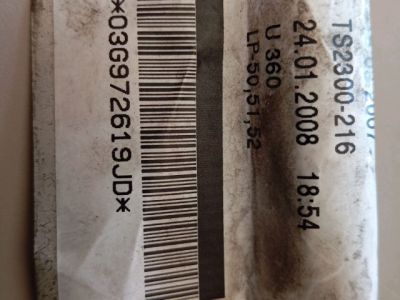 TS2300-216
24.01.2008 18:54
U 360
LP.50,51,52
*03G972619JD*